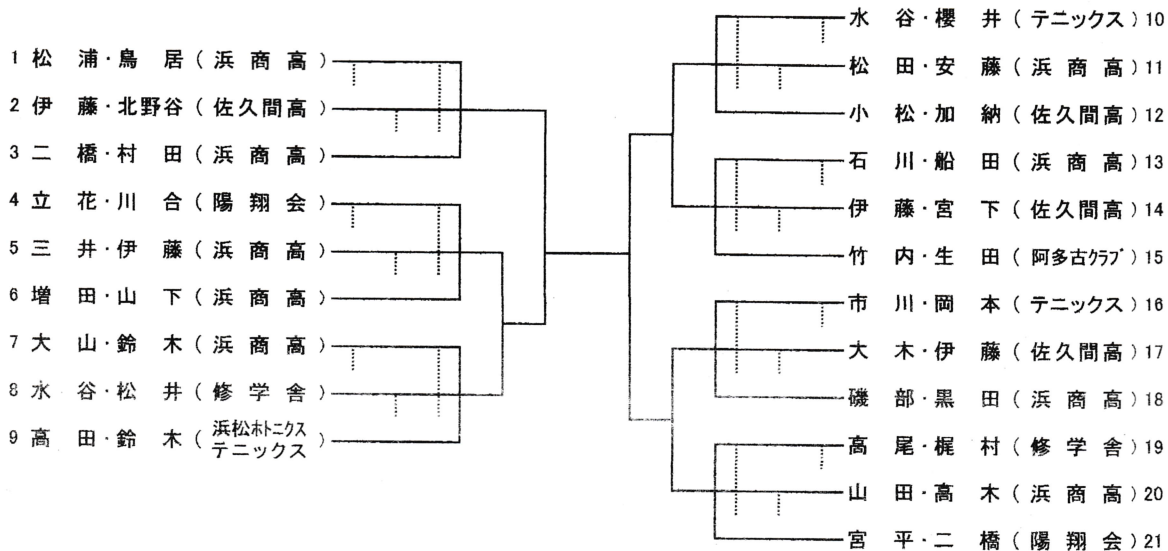 1 松 浦・鳥 居 ( 浜 商 高 )
2 伊 藤・北野谷 ( 佐久間高 )
3 二 橋・村 田 ( 浜 商 高 )
4 立 花・川 合 ( 陽 翔 会 )
5 三 井・伊 藤 ( 浜 商 高 )
6 増 田・山 下 ( 浜 商 高 )
7 大 山・鈴 木 ( 浜 商 高 )
8 水 谷・松 井 ( 修 学 舎 )
9 高 田・鈴 木 ( 浜松ホトニクス
テニックス )
水 谷・櫻 井 ( テニックス ) 10
松 田・安 藤 ( 浜 商 高 ) 11
小 松・加 納 ( 佐久間高 ) 12
石 川・船 田 ( 浜 商 高 ) 13
伊 藤・宮 下 ( 佐久間高 ) 14
竹 内・生 田 ( 阿多古クラブ ) 15
市 川・岡 本 ( テニックス ) 16
大 木・伊 藤 ( 佐久間高 ) 17
磯 部・黒 田 ( 浜 商 高 ) 18
高 尾・梶 村 ( 修 学 舎 ) 19
山 田・高 木 ( 浜 商 高 ) 20
宮 平・二 橋 ( 陽 翔 会 ) 21